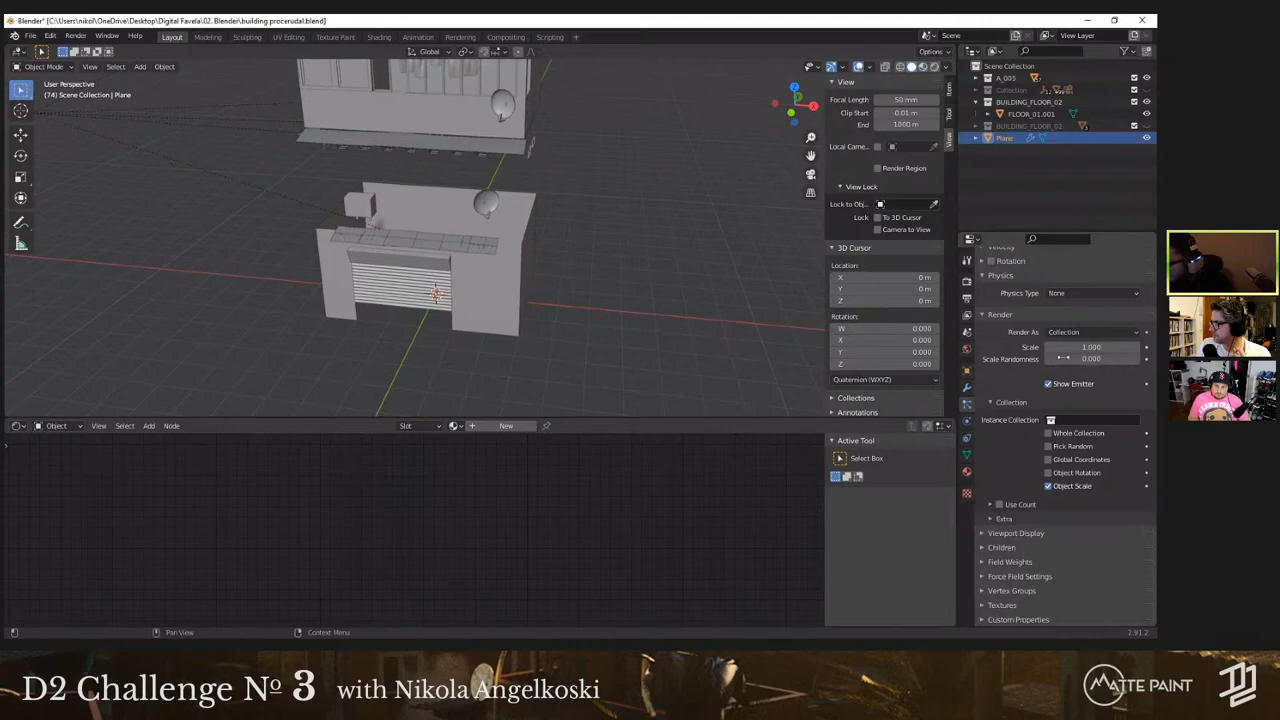 Blender* [C:\Users\nikol\OneDrive\Desktop\Digital Favela\02. Blender\building procerudal.blend]
File Edit Render Window Help Layout Modeling Sculpting UV Editing Texture Paint Shading Animation Rendering Compositing Scripting + Scene View Layer
Global Options
Object Mode View Select Add Object
User Perspective
(74) Scene Collection | Plane
View
Focal Length 50 mm
Clip Start 0.01 m
End 1000 m
Local Came..
Render Region
View Lock
Lock to Obj..
Lock To 3D Cursor
Camera to View
3D Cursor
Location:
X 0 m
Y 0 m
Z 0 m
Rotation:
W 0.000
X 0.000
Y 0.000
Z 0.000
Quaternion (WXYZ)
Collections
Annotations
Item
Tool
View
Scene Collection
A_005
Collection
BUILDING_FLOOR_02
FLOOR_01.001
BUILDING_FLOOR_02.
Plane
Velocity
Rotation
Physics
Physics Type None
Render
Render As Collection
Scale 1.000
Scale Randomness 0.000
Show Emitter
Collection
Instance Collection
Whole Collection
Pick Random
Global Coordinates
Object Rotation
Object Scale
Use Count
Extra
Viewport Display
Children
Field Weights
Force Field Settings
Vertex Groups
Textures
Custom Properties
Object View Select Add Node Slot + New
Active Tool
Select Box
Pan View Context Menu 2.91.2
D2 Challenge Nº 3 with Nikola Angelkoski
MATTE PAINT